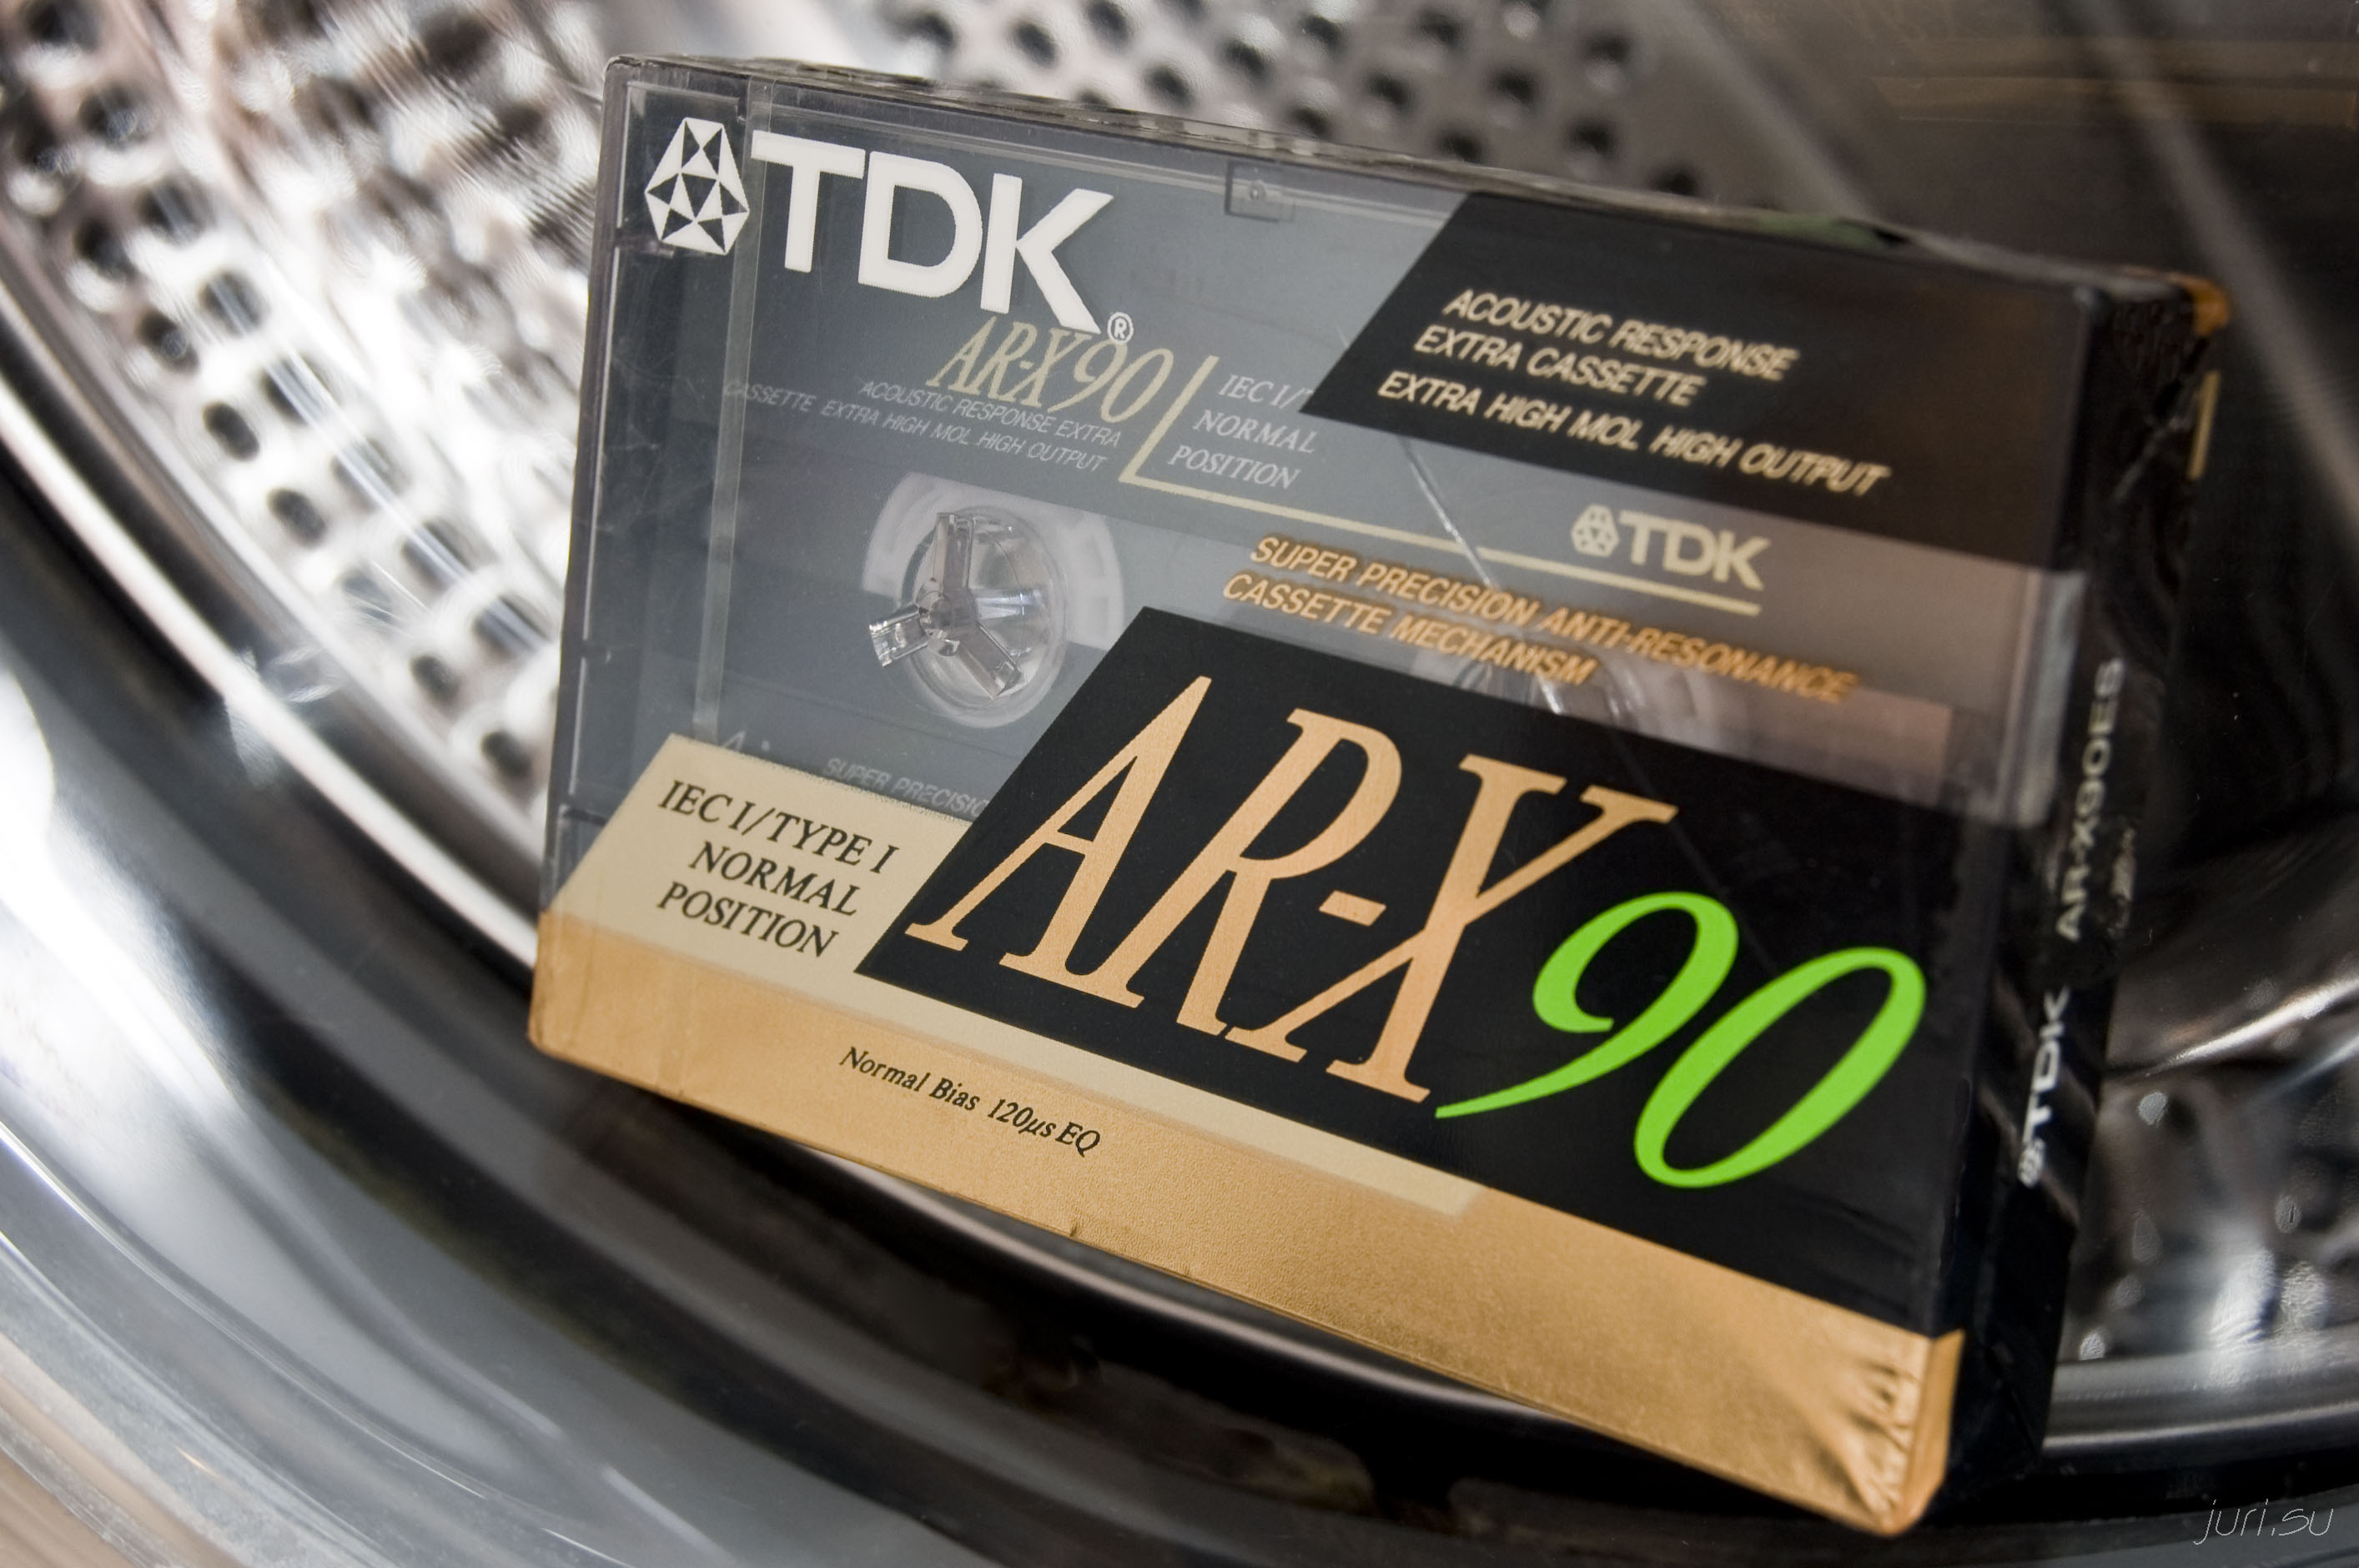 TDK®
AR-X90
ACOUSTIC RESPONSE EXTRA
CASSETTE EXTRA HIGH MOL HIGH OUTPUT
IEC I/T
NORMAL
POSITION
ACOUSTIC RESPONSE
EXTRA CASSETTE
EXTRA HIGH MOL HIGH OUTPUT
TDK
SUPER PRECISION ANTI-RESONANCE
CASSETTE MECHANISM
SUPER PRECISIO
IEC I/TYPE I
NORMAL
POSITION
AR-X90
Normal Bias 120μs EQ
TDK AR-X90ES
juri.su